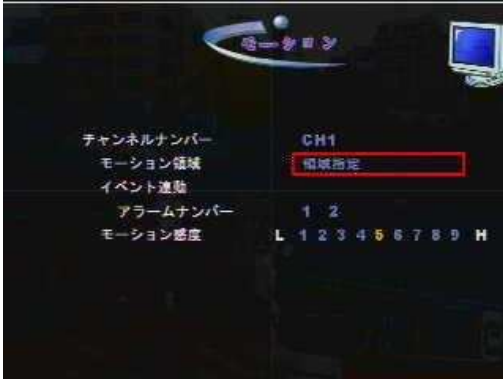 モーション
チャンネルナンバー CH1
モーション領域 領域指定
イベント連動
アラームナンバー 1 2
モーション感度 L 1 2 3 4 5 6 7 8 9 H